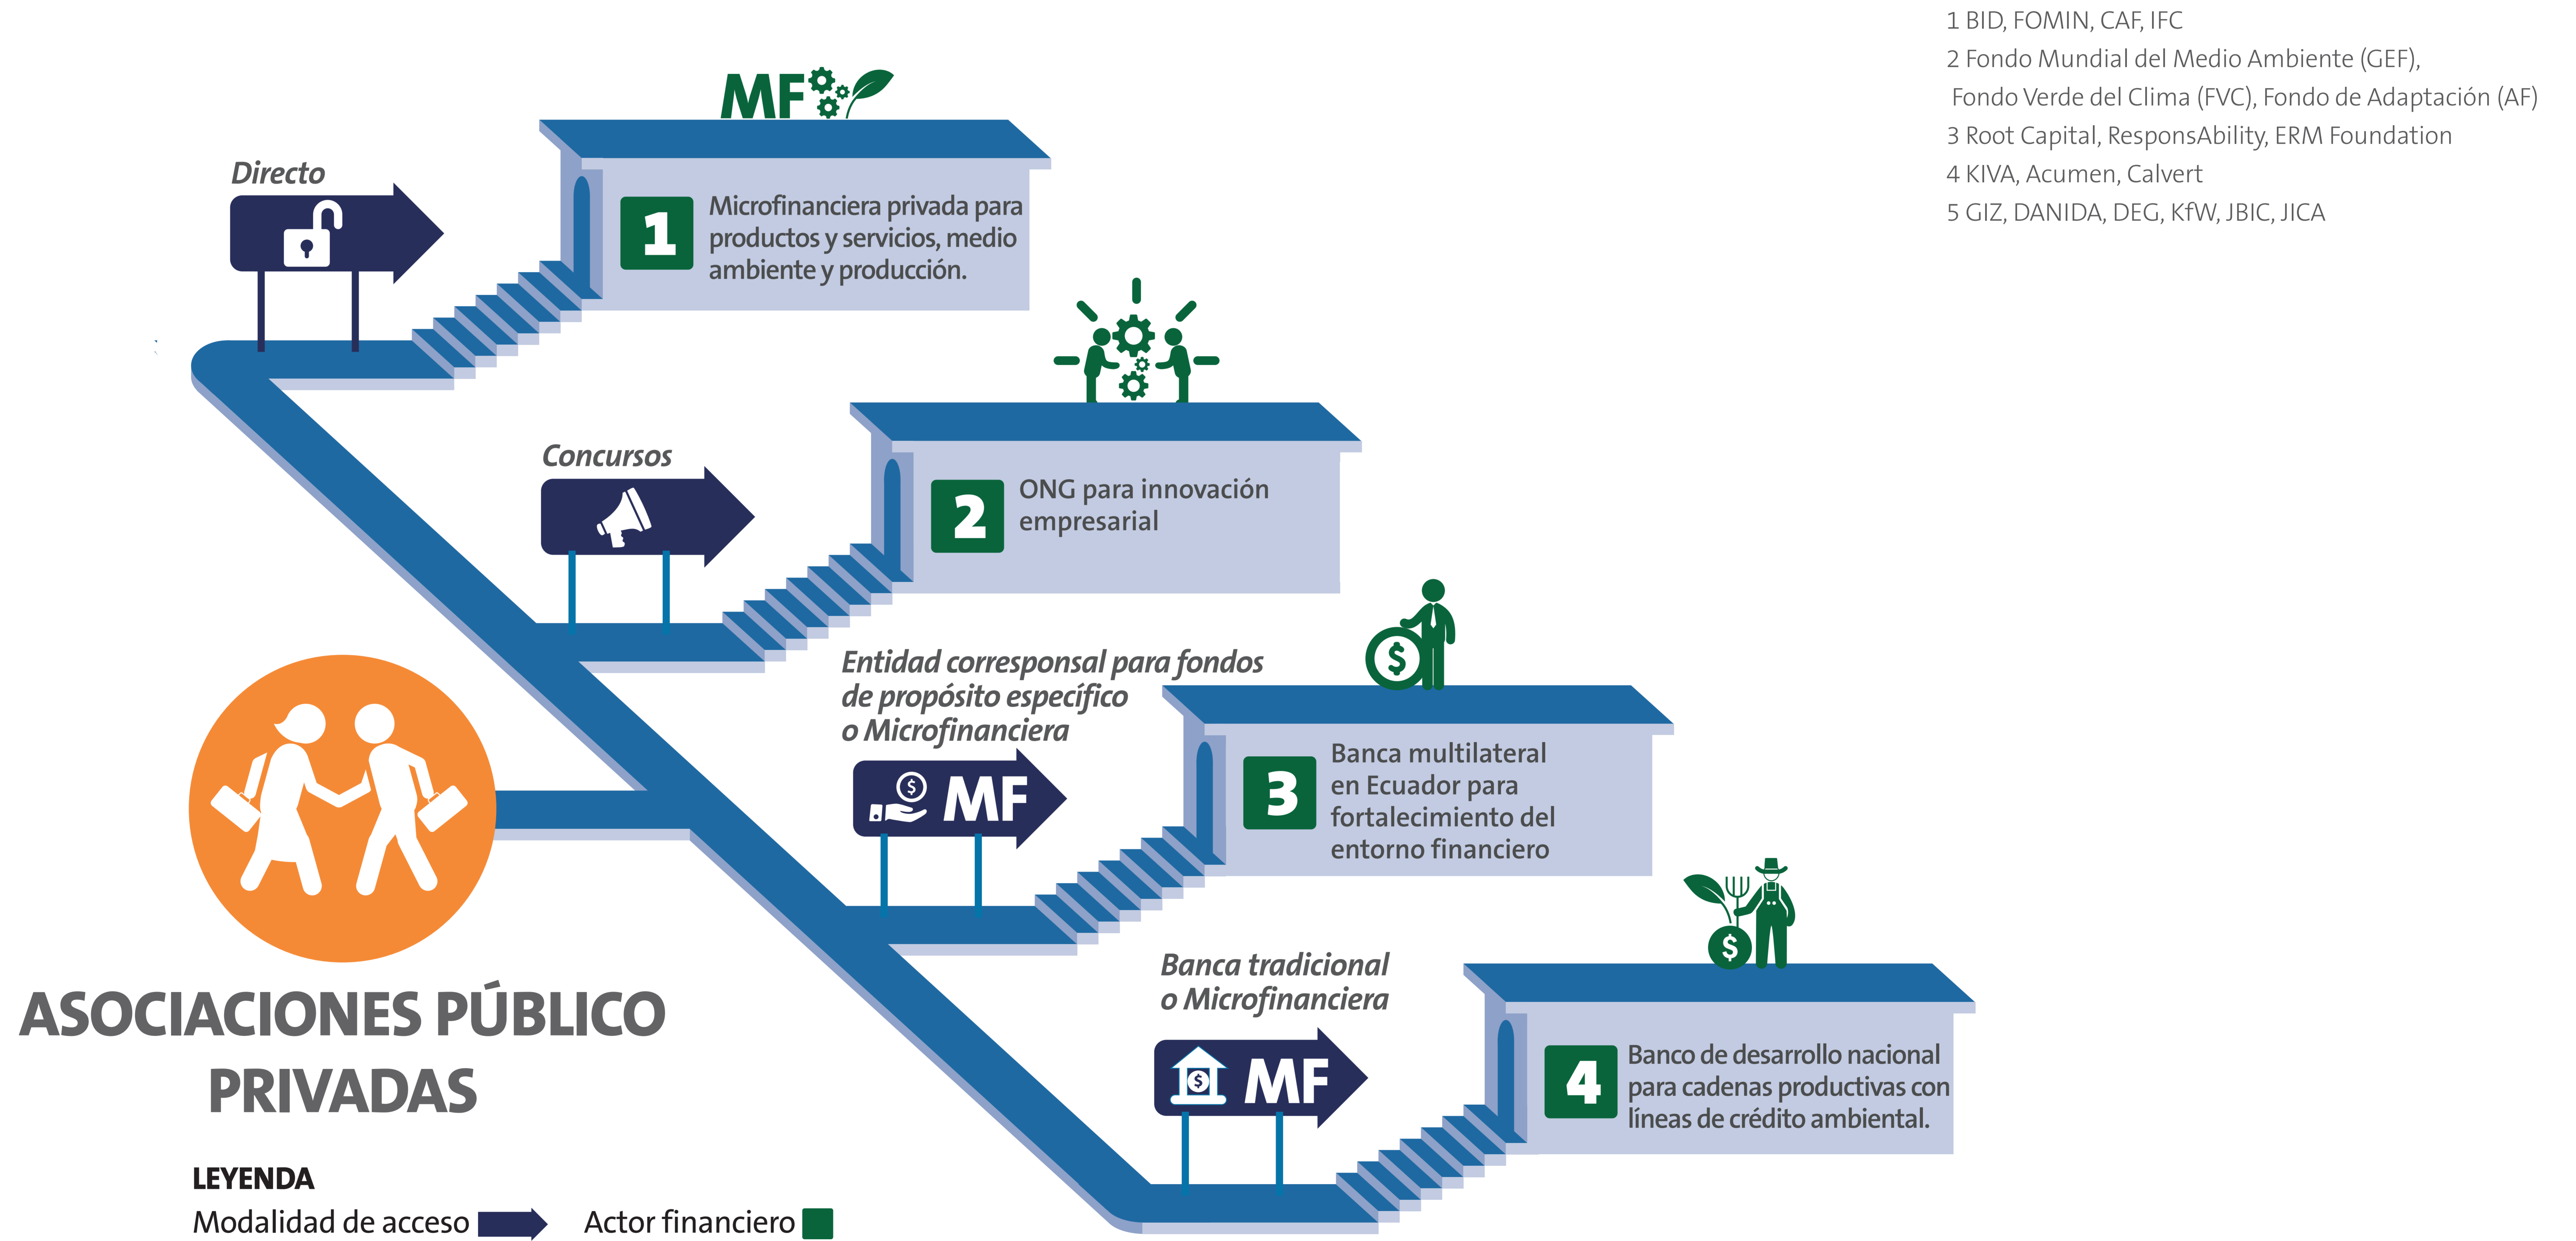 1 BID, FOMIN, CAF, IFC
2 Fondo Mundial del Medio Ambiente (GEF),
Fondo Verde del Clima (FVC), Fondo de Adaptación (AF)
3 Root Capital, ResponsAbility, ERM Foundation
4 KIVA, Acumen, Calvert
5 GIZ, DANIDA, DEG, KfW, JBIC, JICA
MF
Directo
1
Microfinanciera privada para
productos y servicios, medio
ambiente y producción.
Concursos
2
ONG para innovación
empresarial
Entidad corresponsal para fondos
de propósito específico
o Microfinanciera
$ MF
$
3
Banca multilateral
en Ecuador para
fortalecimiento del
entorno financiero
Banca tradicional
o Microfinanciera
$ MF
$
4
Banco de desarrollo nacional
para cadenas productivas con
líneas de crédito ambiental.
ASOCIACIONES PÚBLICO
PRIVADAS
LEYENDA
Modalidad de acceso
Actor financiero